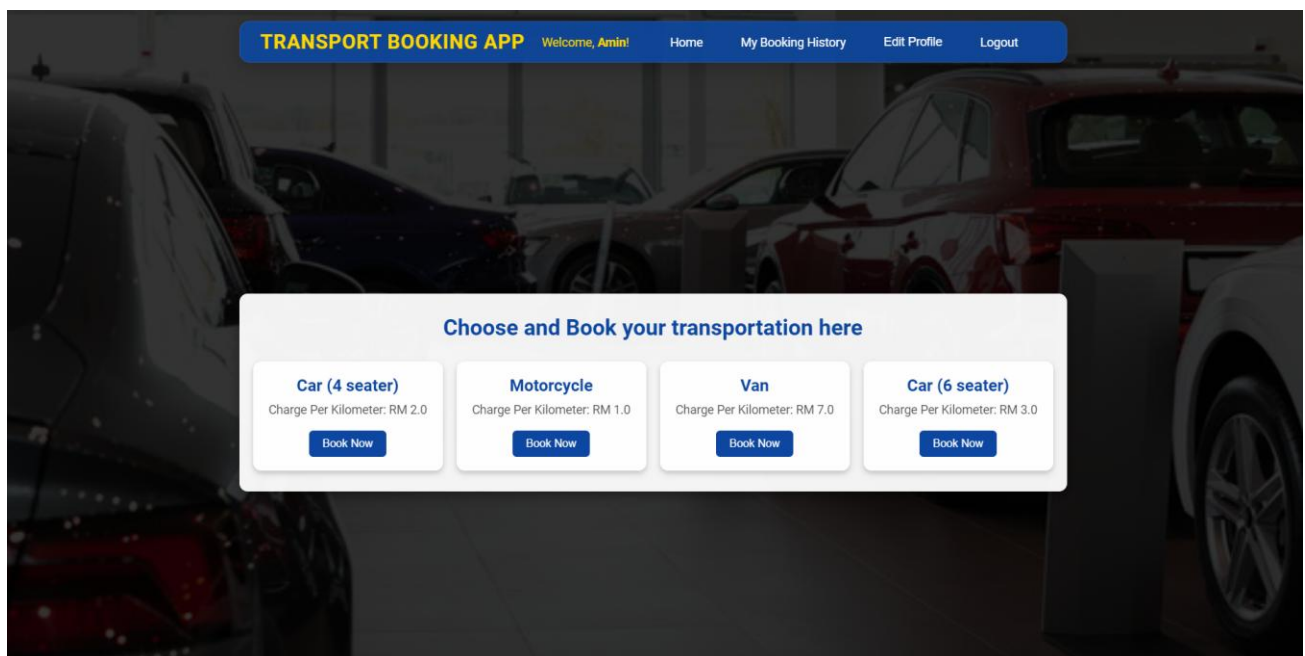 TRANSPORT BOOKING APP Welcome, Amin! Home My Booking History Edit Profile Logout
Choose and Book your transportation here
Car (4 seater)
Charge Per Kilometer: RM 2.0
Book Now
Motorcycle
Charge Per Kilometer: RM 1.0
Book Now
Van
Charge Per Kilometer: RM 7.0
Book Now
Car (6 seater)
Charge Per Kilometer: RM 3.0
Book Now